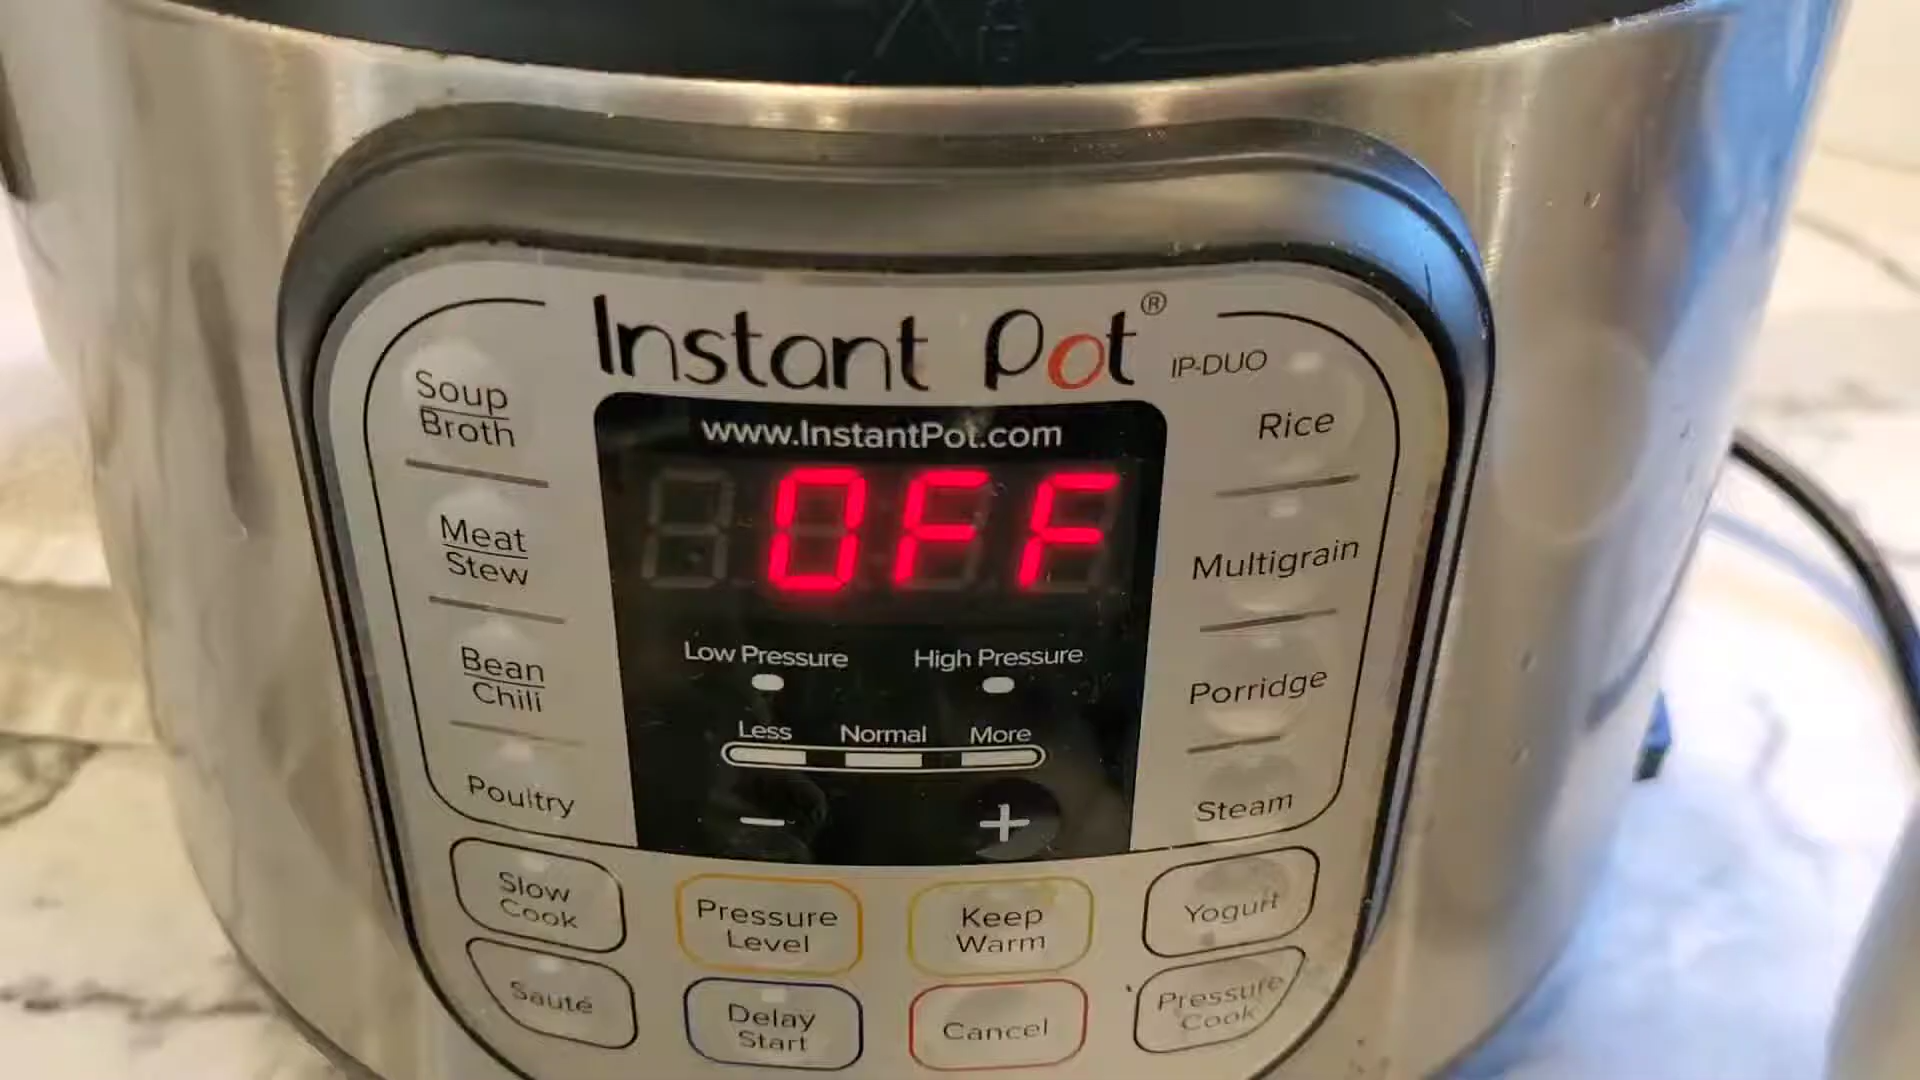 Instant Pot®
IP-DUO
www.InstantPot.com
OFF
Low Pressure
High Pressure
Less
Normal
More
−
+
Soup
Broth
Meat
Stew
Bean
Chili
Poultry
Rice
Multigrain
Porridge
Steam
Slow
Cook
Pressure
Level
Keep
Warm
Yogurt
Sauté
Delay
Start
Cancel
Pressure
Cook